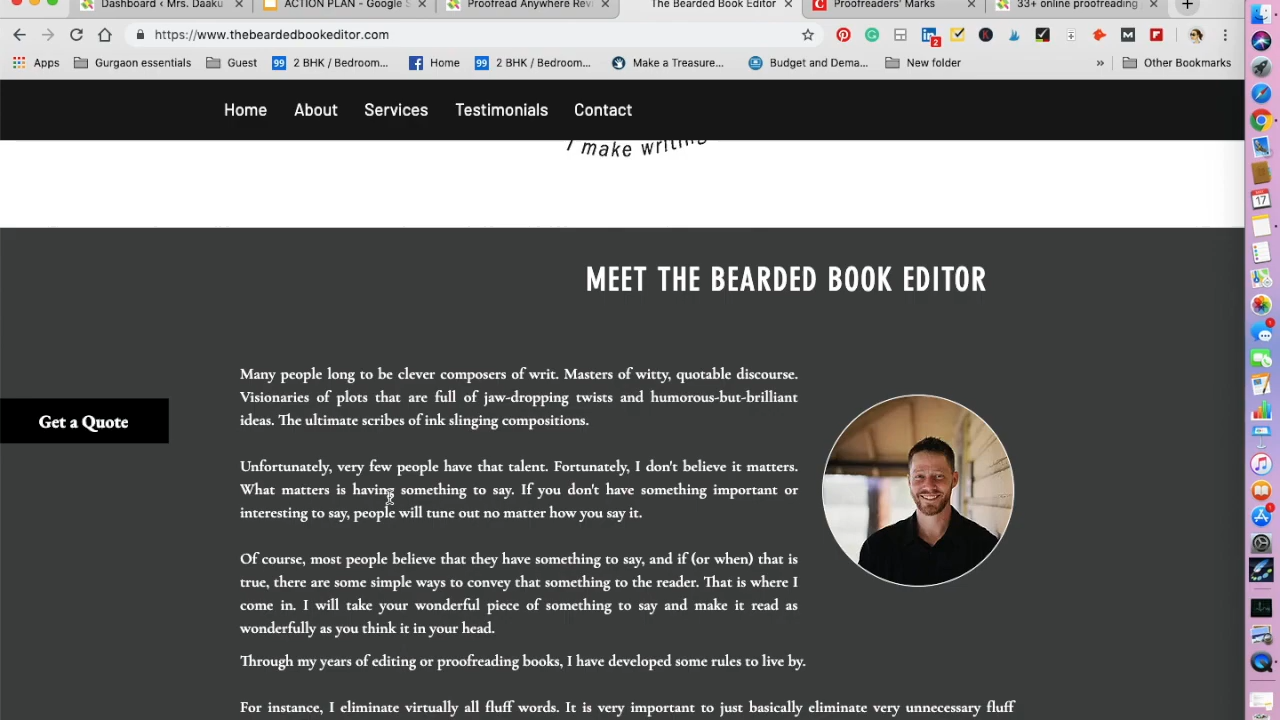 Dashboard ‹ Mrs. Daaku
ACTION PLAN - Google S
Proofread Anywhere Revi
The Bearded Book Editor
Proofreaders' Marks
33+ online proofreading
https://www.thebeardedbookeditor.com
2
Apps
Gurgaon essentials
Guest
99 2 BHK / Bedroom...
Home
99 2 BHK / Bedroom...
Make a Treasure...
Budget and Dema...
New folder
»
Other Bookmarks
Home About Services Testimonials Contact
I make writing
MEET THE BEARDED BOOK EDITOR
Many people long to be clever composers of writ. Masters of witty, quotable discourse.
Visionaries of plots that are full of jaw-dropping twists and humorous-but-brilliant
ideas. The ultimate scribes of ink slinging compositions.
Get a Quote
Unfortunately, very few people have that talent. Fortunately, I don't believe it matters.
What matters is having something to say. If you don't have something important or
interesting to say, people will tune out no matter how you say it.
Of course, most people believe that they have something to say, and if (or when) that is
true, there are some simple ways to convey that something to the reader. That is where I
come in. I will take your wonderful piece of something to say and make it read as
wonderfully as you think it in your head.
Through my years of editing or proofreading books, I have developed some rules to live by.
For instance, I eliminate virtually all fluff words. It is very important to just basically eliminate very unnecessary fluff
17